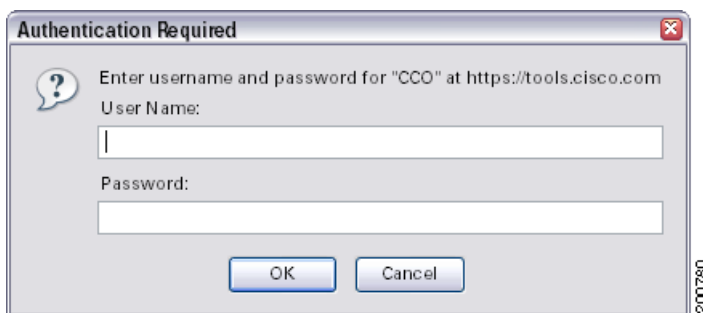 Authentication Required
Enter username and password for "CCO" at https://tools.cisco.com
User Name:
Password:
OK
Cancel
200780